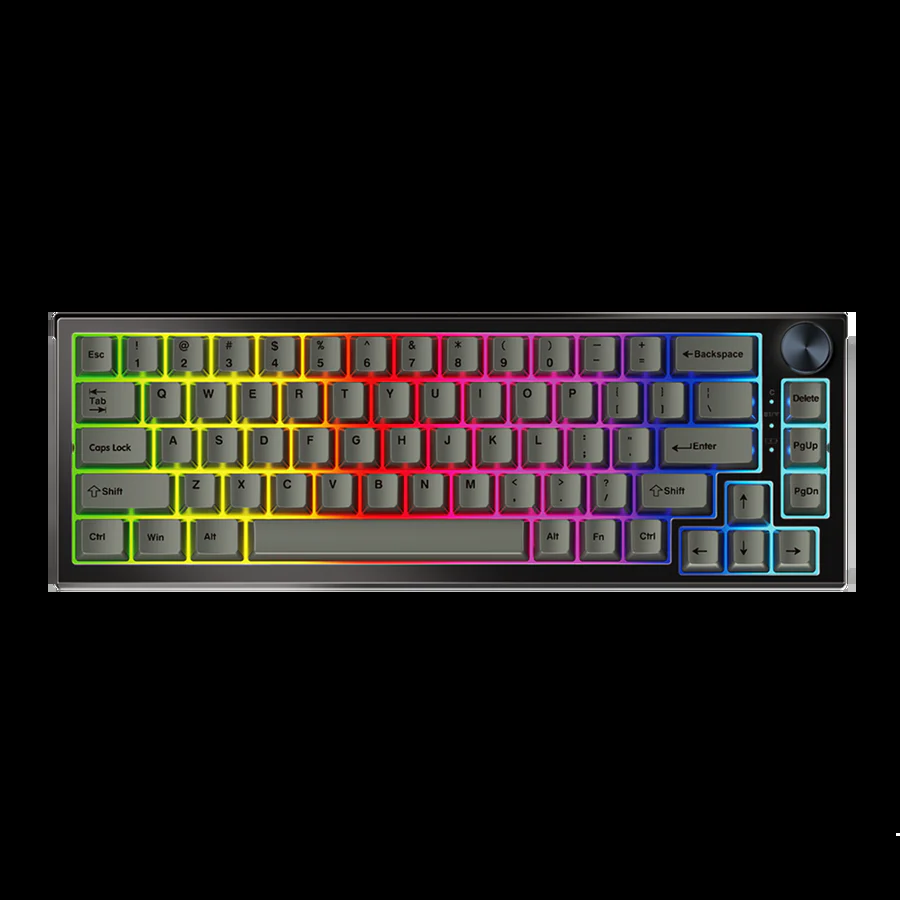 Esc ! 1 @ 2 # 3 $ 4 % 5 ^ 6 & 7 * 8 ( 9 ) 0 - - + = ←Backspace
Tab Q W E R T Y U I O P [ [ ] ] | \ Delete
Caps Lock A S D F G H J K L : ; " . Enter PgUp
Shift Z X C V B N M < , > . ? / Shift ↑ PgDn
Ctrl Win Alt Alt Fn Ctrl ← ↓ →